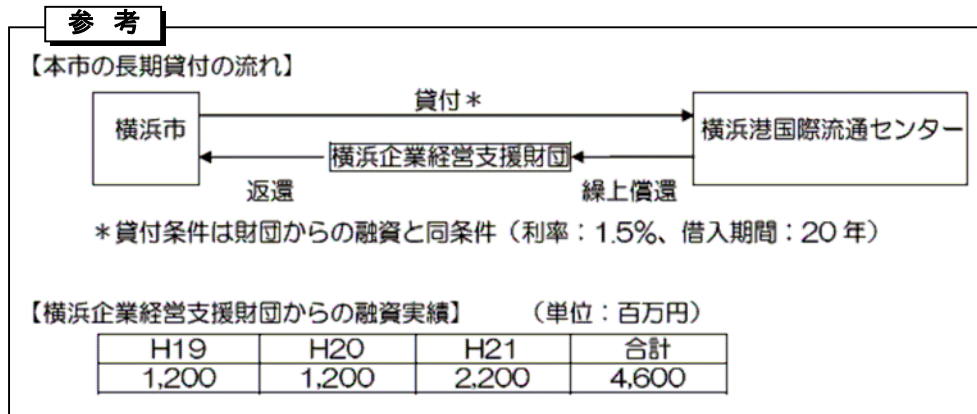 参 考
【本市の長期貸付の流れ】
貸付＊
横浜市
横浜港国際流通センター
横浜企業経営支援財団
返還
繰上償還
＊貸付条件は財団からの融資と同条件（利率：1.5%、借入期間：20年）
【横浜企業経営支援財団からの融資実績】 （単位：百万円）
H19 H20 H21 合計
1,200 1,200 2,200 4,600